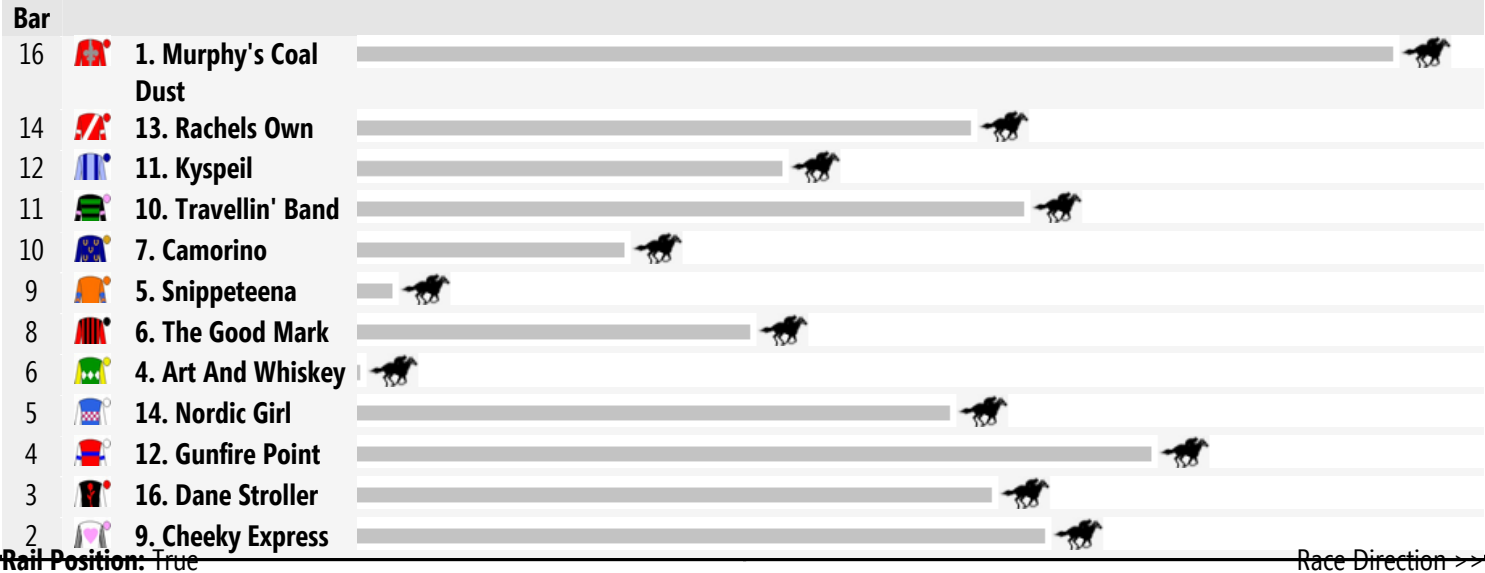 Bar
16 1. Murphy's Coal
Dust
14 13. Rachels Own
12 11. Kyspeil
11 10. Travellin' Band
10 7. Camorino
9 5. Snippeteena
8 6. The Good Mark
6 4. Art And Whiskey
5 14. Nordic Girl
4 12. Gunfire Point
3 16. Dane Stroller
2 9. Cheeky Express
Rail Position: True Race Direction >>